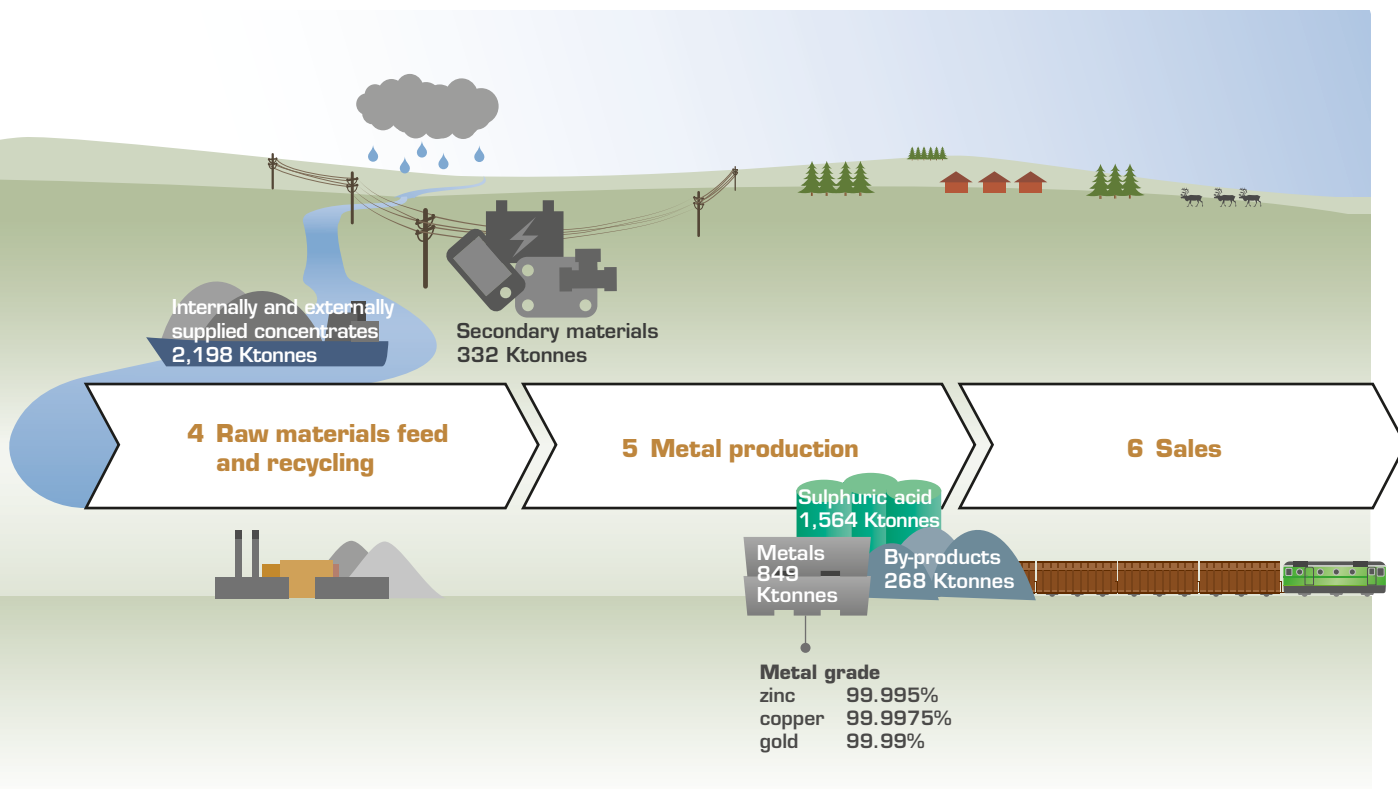 Internally and externally
supplied concentrates
2,198 Ktonnes
Secondary materials
332 Ktonnes
4 Raw materials feed
and recycling
5 Metal production
6 Sales
Sulphuric acid
1,564 Ktonnes
Metals
849
Ktonnes
By-products
268 Ktonnes
Metal grade
zinc 99.995%
copper 99.9975%
gold 99.99%